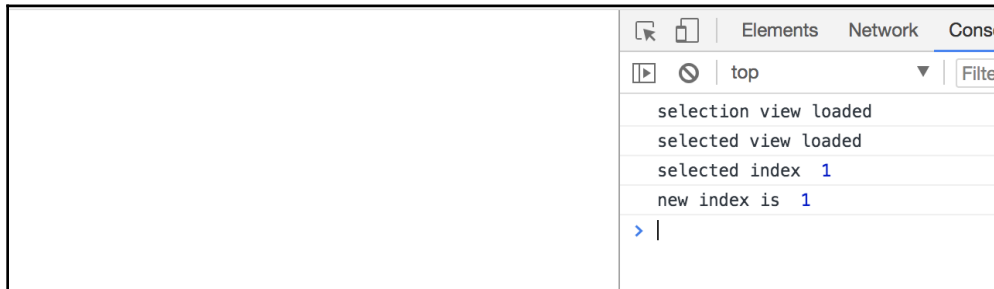 Elements Network
top
selection view loaded
selected view loaded
selected index 1
new index is 1
>